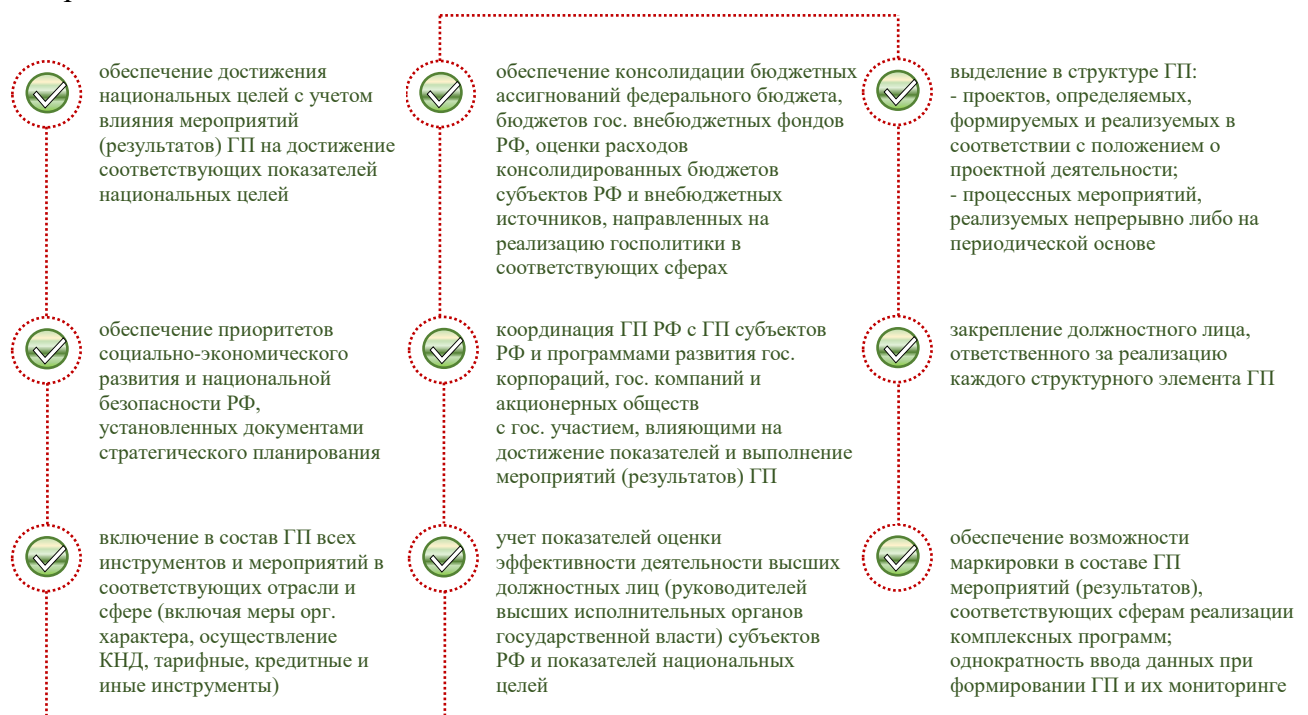 обеспечение достижения
национальных целей с учетом
влияния мероприятий
(результатов) ГП на достижение
соответствующих показателей
национальных целей
обеспечение приоритетов
социально-экономического
развития и национальной
безопасности РФ,
установленных документами
стратегического планирования
включение в состав ГП всех
инструментов и мероприятий в
соответствующих отрасли и
сфере (включая меры орг.
характера, осуществление
КНД, тарифные, кредитные и
иные инструменты)
обеспечение консолидации бюджетных
ассигнований федерального бюджета,
бюджетов гос. внебюджетных фондов
РФ, оценки расходов
консолидированных бюджетов
субъектов РФ и внебюджетных
источников, направленных на
реализацию госполитики в
соответствующих сферах
координация ГП РФ с ГП субъектов
РФ и программами развития гос.
корпораций, гос. компаний и
акционерных обществ
с гос. участием, влияющими на
достижение показателей и выполнение
мероприятий (результатов) ГП
учет показателей оценки
эффективности деятельности высших
должностных лиц (руководителей
высших исполнительных органов
государственной власти) субъектов
РФ и показателей национальных
целей
выделение в структуре ГП:
- проектов, определяемых,
формируемых и реализуемых в
соответствии с положением о
проектной деятельности;
- процессных мероприятий,
реализуемых непрерывно либо на
периодической основе
закрепление должностного лица,
ответственного за реализацию
каждого структурного элемента ГП
обеспечение возможности
маркировки в составе ГП
мероприятий (результатов),
соответствующих сферам реализации
комплексных программ;
однократность ввода данных при
формировании ГП и их мониторинге